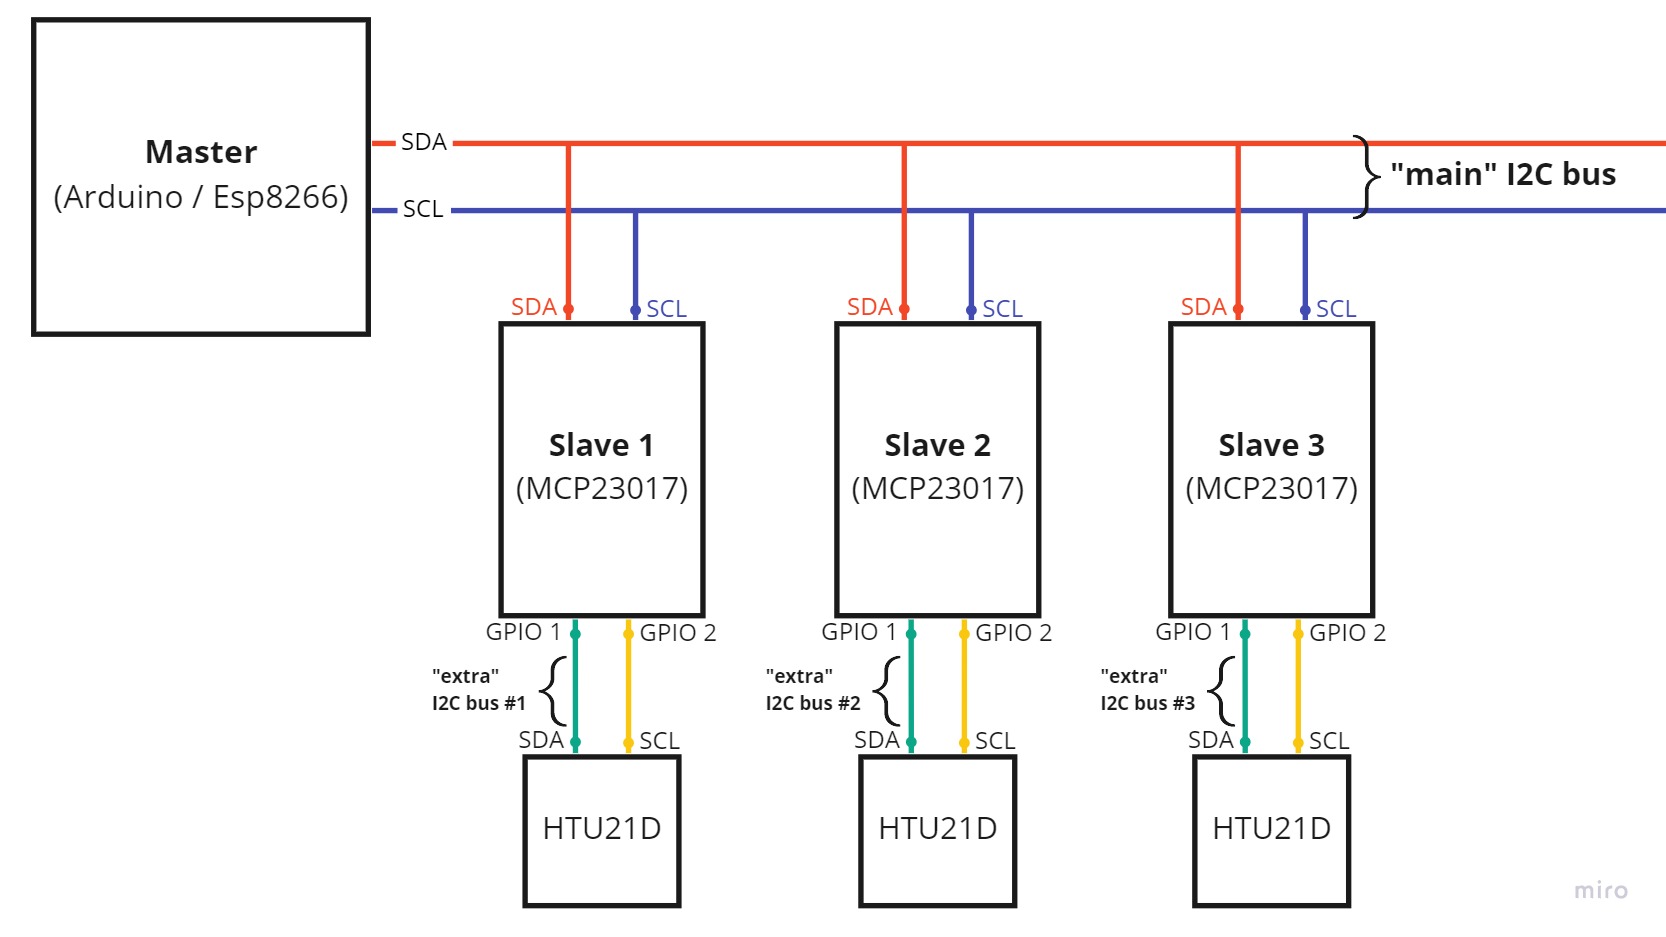 Master
(Arduino / Esp8266)
SDA
SCL
"main" I2C bus
SDA
SCL
SDA
SCL
SDA
SCL
Slave 1
(MCP23017)
Slave 2
(MCP23017)
Slave 3
(MCP23017)
GPIO 1
GPIO 2
GPIO 1
GPIO 2
GPIO 1
GPIO 2
"extra"
I2C bus #1
"extra"
I2C bus #2
"extra"
I2C bus #3
SDA
SCL
SDA
SCL
SDA
SCL
HTU21D
HTU21D
HTU21D
miro